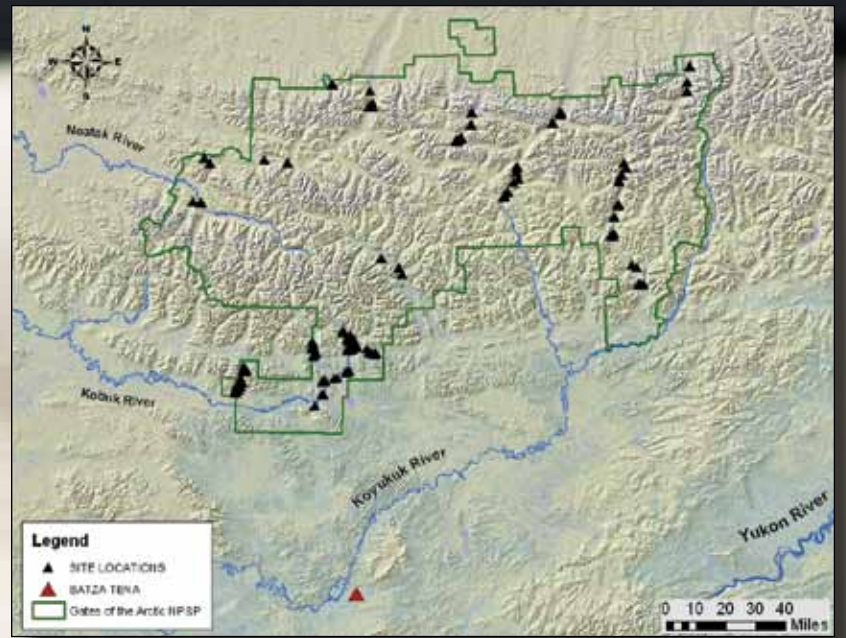 N
W E
S
Noatak River
Kobuk River
Koyukuk River
Yukon River
Legend
SITE LOCATIONS
BATZA TENA
Gates of the Arctic NPSP
0 10 20 30 40
Miles